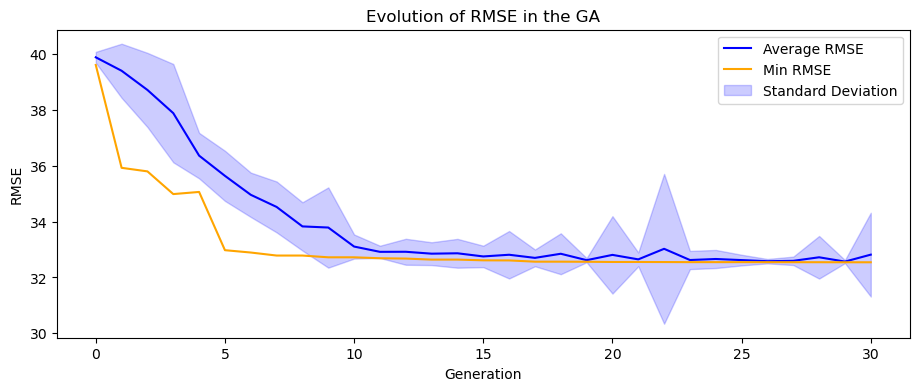 Evolution of RMSE in the GA
Average RMSE
Min RMSE
Standard Deviation
40
38
36
34
32
30
RMSE
0 5 10 15 20 25 30
Generation